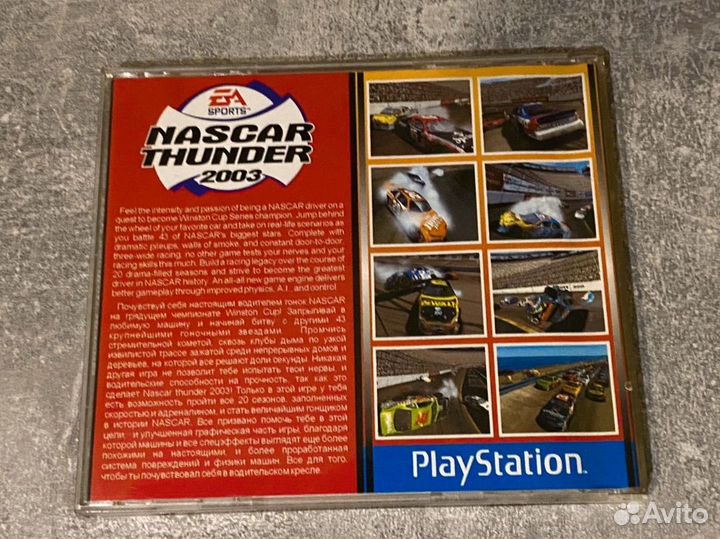 EA
SPORTS™
NASCAR
THUNDER
2003
Feel the intensity and passion of being a NASCAR driver on a
quest to become Winston Cup Series champion. Jump behind
the wheel of your favorite car and take on real-life scenarios as
you battle 43 of NASCAR's biggest stars. Complete with
dramatic pileups, walls of smoke, and constant door-to-door,
three-wide racing, no other game tests your nerves and your
racing skills this much. Build a racing legacy over the course of
20 drama-filled seasons and strive to become the greatest
driver in NASCAR history. An all-all new game engine delivers
better gameplay through improved physics, A.I., and control.
Почувствуй себя настоящим водителем гонок NASCAR
на грядущем чемпионате Winston Cup! Запрыгивай в
любимую машину и начинай битву с другими 43
крупнейшими гоночными звездами. Промчись
стремительной кометой, сквозь клубы дыма по узкой
извилистой трассе зажатой среди непрерывных домов и
деревьев, на которой все решают доли секунды. Никакая
другая игра не позволит тебе испытать твои нервы, и
водительские способности на прочность, так как это
сделает Nascar thunder 2003! Только в этой игре у тебя
есть возможность пройти все 20 сезонов, заполненных
скоростью и адреналином, и стать величайшим гонщиком
в истории NASCAR. Все призвано помочь тебе в этой
цели, и улучшенная графическая часть игры, благодаря
которой машины и все спецэффекты выглядят еще более
похожими на настоящий, и более проработанная
система повреждений и физики машин. Все для того,
чтобы ты почувствовал себя в водительском кресле.
DEWALT
PlayStation
Avito